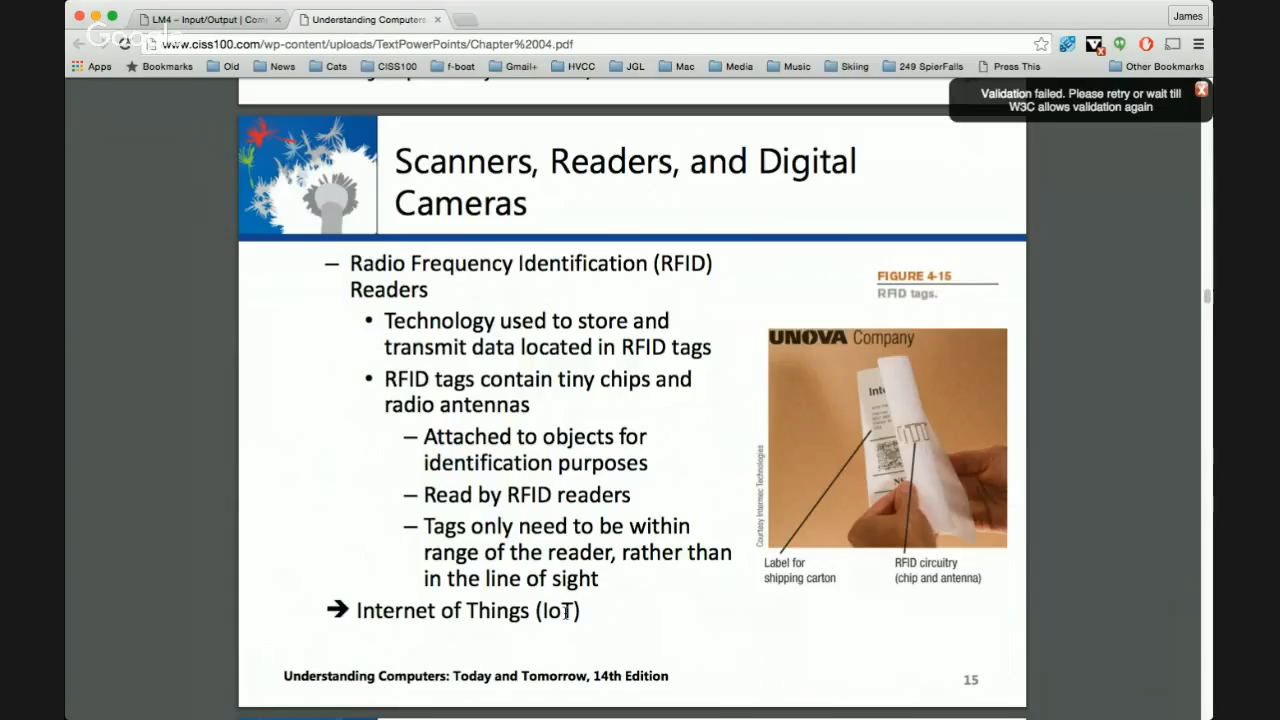 LM4 – Input/Output | Com
Understanding Computers:
James
Google
www.ciss100.com/wp-content/uploads/TextPowerPoints/Chapter%2004.pdf
Apps Bookmarks Old News Cats CISS100 f-boat Gmail+ HVCC JGL Mac Media Music Skiing 249 SpierFalls Press This Other Bookmarks
Validation failed. Please retry or wait till
W3C allows validation again
Scanners, Readers, and Digital
Cameras
– Radio Frequency Identification (RFID)
Readers
• Technology used to store and
transmit data located in RFID tags
• RFID tags contain tiny chips and
radio antennas
– Attached to objects for
identification purposes
– Read by RFID readers
– Tags only need to be within
range of the reader, rather than
in the line of sight
➔ Internet of Things (IoT)
FIGURE 4-15
RFID tags.
UNOVA Company
Inte
Courtesy Intermec Technologies
Label for
shipping carton
RFID circuitry
(chip and antenna)
Understanding Computers: Today and Tomorrow, 14th Edition
15